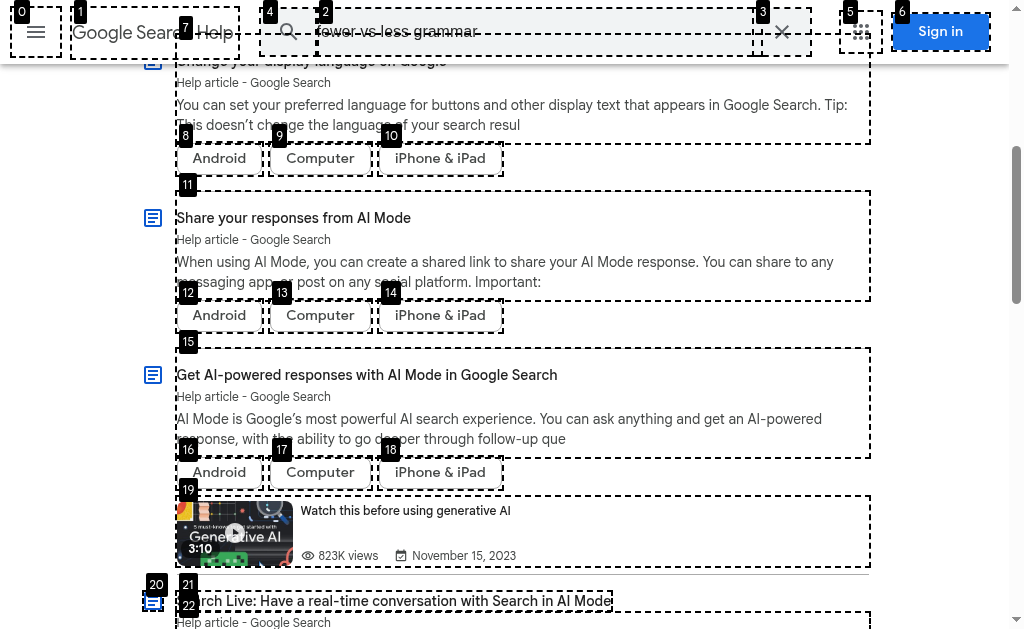 Google Search Help
fewer vs less grammar
Sign in
Change your display language on Google
Help article - Google Search
You can set your preferred language for buttons and other display text that appears in Google Search. Tip:
This doesn't change the language of your search resul
Android
Computer
iPhone & iPad
Share your responses from AI Mode
Help article - Google Search
When using AI Mode, you can create a shared link to share your AI Mode response. You can share to any
messaging app or post on any social platform. Important:
Android
Computer
iPhone & iPad
Get AI-powered responses with AI Mode in Google Search
Help article - Google Search
AI Mode is Google's most powerful AI search experience. You can ask anything and get an AI-powered
response, with the ability to go deeper through follow-up que
Android
Computer
iPhone & iPad
Generative AI
3:10
Watch this before using generative AI
823K views
November 15, 2023
Search Live: Have a real-time conversation with Search in AI Mode
Help article - Google Search
0
1
2
3
4
5
6
7
8
9
10
11
12
13
14
15
16
17
18
19
20
21
22